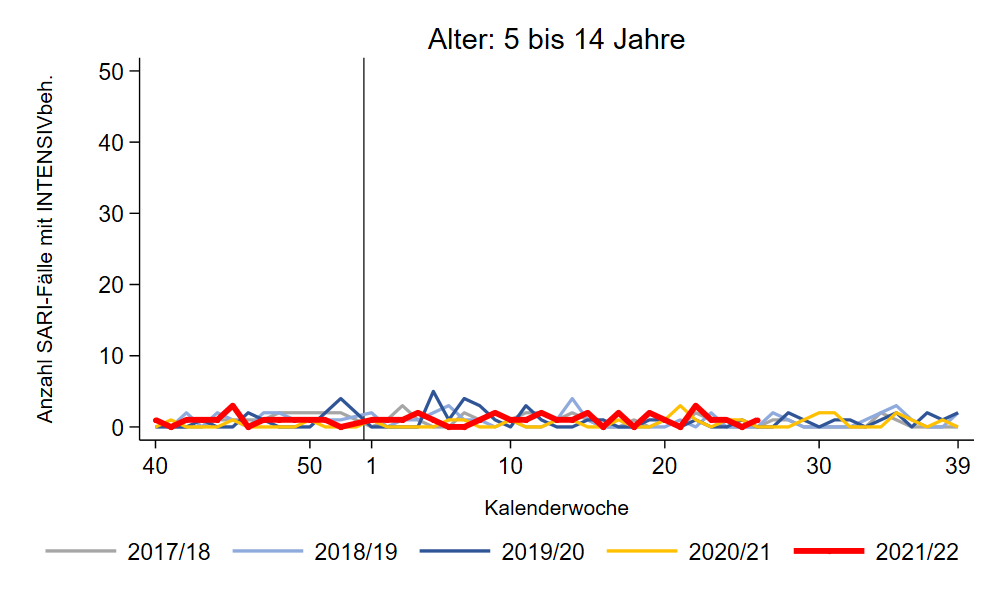 Alter: 5 bis 14 Jahre
Anzahl SARI-Fälle mit INTENSIVbeh.
50
40
30
20
10
0
40 50 1 10 20 30 39
Kalenderwoche
2017/18 2018/19 2019/20 2020/21 2021/22